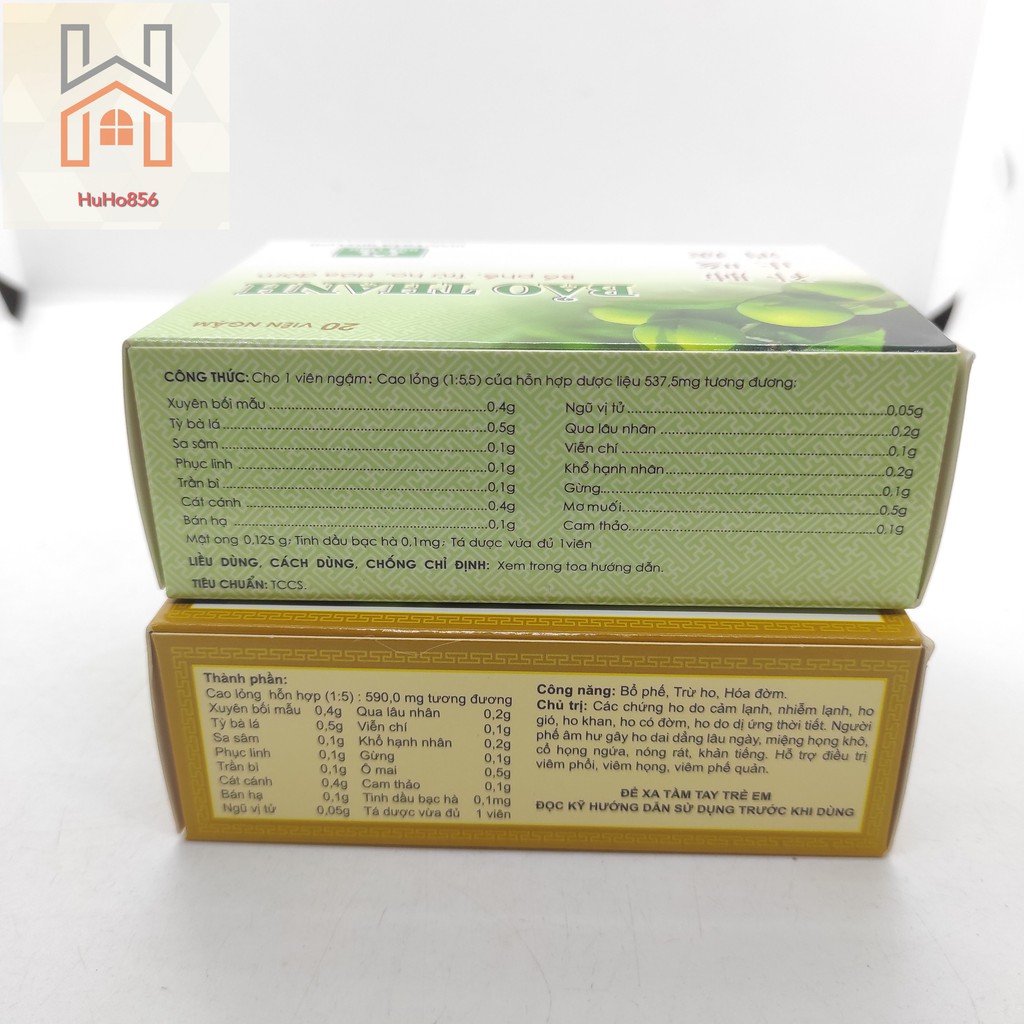 HuHo856
BẢO THANH
Bổ phế, trừ ho, hóa đờm
20 VIÊN NGẬM
CÔNG THỨC: Cho 1 viên ngậm: Cao lỏng (1:5,5) của hỗn hợp dược liệu 537,5mg tương đương:
Xuyên bối mẫu 0,4g
Tỳ bà lá 0,5g
Sa sâm 0,1g
Phục linh 0,1g
Trần bì 0,1g
Cát cánh 0,4g
Bán hạ 0,1g
Ngũ vị tử 0,05g
Qua lâu nhân 0,2g
Viễn chí 0,1g
Khổ hạnh nhân 0,2g
Gừng 0,1g
Mơ muối 0,5g
Cam thảo 0,1g
Mật ong 0,125 g; Tinh dầu bạc hà 0,1mg; Tá dược vừa đủ 1viên
LIỀU DÙNG, CÁCH DÙNG, CHỐNG CHỈ ĐỊNH: Xem trong toa hướng dẫn.
TIÊU CHUẨN: TCCS.
Thành phần:
Cao lỏng hỗn hợp (1:5) : 590,0 mg tương đương
Xuyên bối mẫu 0,4g Qua lâu nhân 0,2g
Tỳ bà lá 0,5g Viễn chí 0,1g
Sa sâm 0,1g Khổ hạnh nhân 0,2g
Phục linh 0,1g Gừng 0,1g
Trần bì 0,1g Ô mai 0,5g
Cát cánh 0,4g Cam thảo 0,1g
Bán hạ 0,1g Tinh dầu bạc hà 0,1mg
Ngũ vị tử 0,05g Tá dược vừa đủ 1 viên
Công năng: Bổ phế, Trừ ho, Hóa đờm.
Chủ trị: Các chứng ho do cảm lạnh, nhiễm lạnh, ho
gió, ho khan, ho có đờm, ho do dị ứng thời tiết. Người
phế âm hư gây ho dai dẳng lâu ngày, miệng họng khô,
cổ họng ngứa, nóng rát, khản tiếng. Hỗ trợ điều trị
viêm phổi, viêm họng, viêm phế quản.
ĐỂ XA TẦM TAY TRẺ EM
ĐỌC KỸ HƯỚNG DẪN SỬ DỤNG TRƯỚC KHI DÙNG